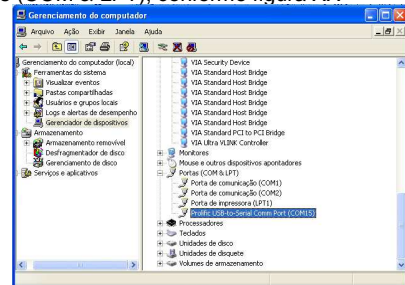 (COM & LPT), conforme figura
Gerenciamento do computador
Arquivo Ação Exibir Janela Ajuda
Gerenciamento do computador (local)
Ferramentas do sistema
Visualizar eventos
Pastas compartilhadas
Usuários e grupos locais
Logs e alertas de desempenho
Gerenciador de dispositivos
Armazenamento
Armazenamento removível
Desfragmentador de disco
Gerenciamento de disco
Serviços e aplicativos
VIA Security Device
VIA Standard Host Bridge
VIA Standard Host Bridge
VIA Standard Host Bridge
VIA Standard Host Bridge
VIA Standard Host Bridge
VIA Standard PCI to PCI Bridge
VIA Ultra VLINK Controller
Monitores
Mouse e outros dispositivos apontadores
Portas (COM & LPT)
Porta de comunicação (COM1)
Porta de comunicação (COM2)
Porta de impressora (LPT1)
Prolific USB-to-Serial Comm Port (COM15)
Processadores
Teclados
Unidades de disco
Unidades de disquete
Volumes de armazenamento